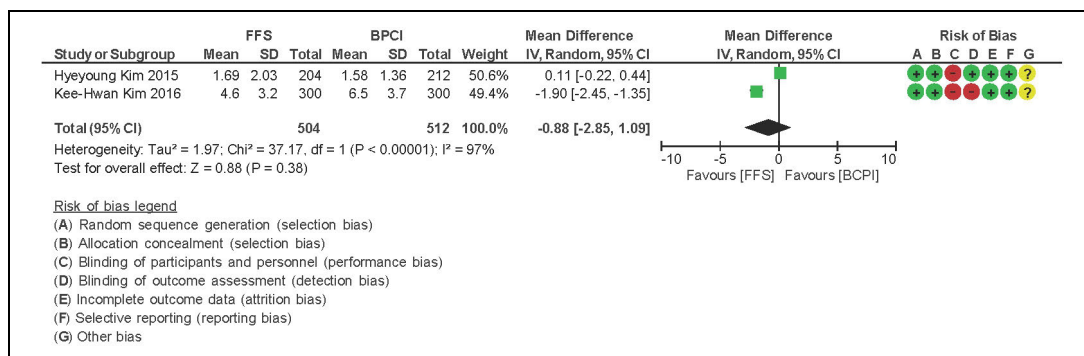 FFS BPCI Mean Difference Mean Difference Risk of Bias
Study or Subgroup Mean SD Total Mean SD Total Weight IV, Random, 95% CI IV, Random, 95% CI A B C D E F G
Hyeyoung Kim 2015 1.69 2.03 204 1.58 1.36 212 50.6% 0.11 [-0.22, 0.44] + + - + + + ?
Kee-Hwan Kim 2016 4.6 3.2 300 6.5 3.7 300 49.4% -1.90 [-2.45, -1.35] + + - - + + ?
Total (95% CI) 504 512 100.0% -0.88 [-2.85, 1.09]
Heterogeneity: Tau² = 1.97; Chi² = 37.17, df = 1 (P < 0.00001); I² = 97%
Test for overall effect: Z = 0.88 (P = 0.38)
-10 -5 0 5 10
Favours [FFS] Favours [BCPI]
Risk of bias legend
(A) Random sequence generation (selection bias)
(B) Allocation concealment (selection bias)
(C) Blinding of participants and personnel (performance bias)
(D) Blinding of outcome assessment (detection bias)
(E) Incomplete outcome data (attrition bias)
(F) Selective reporting (reporting bias)
(G) Other bias